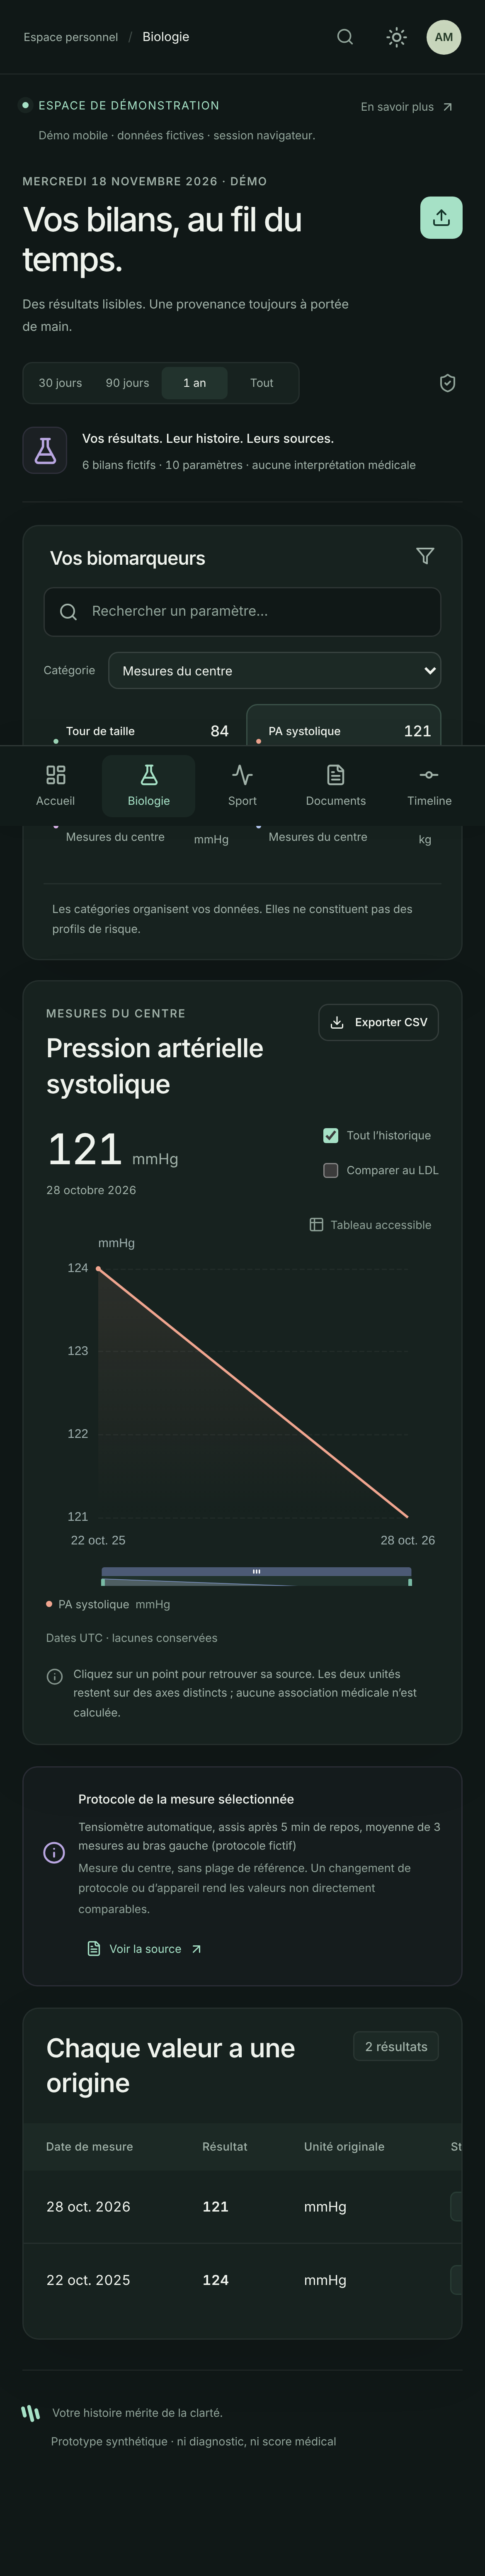 Espace personnel / Biologie
AM
ESPACE DE DÉMONSTRATION
En savoir plus
Démo mobile · données fictives · session navigateur.
MERCREDI 18 NOVEMBRE 2026 · DÉMO
Vos bilans, au fil du
temps.
Des résultats lisibles. Une provenance toujours à portée
de main.
30 jours 90 jours 1 an Tout
Vos résultats. Leur histoire. Leurs sources.
6 bilans fictifs · 10 paramètres · aucune interprétation médicale
Vos biomarqueurs
Rechercher un paramètre...
Catégorie Mesures du centre
Tour de taille 84 PA systolique 121
Accueil Biologie Sport Documents Timeline
Mesures du centre mmHg Mesures du centre kg
Les catégories organisent vos données. Elles ne constituent pas des
profils de risque.
MESURES DU CENTRE
Exporter CSV
Pression artérielle
systolique
121 mmHg
28 octobre 2026
Tout l’historique
Comparer au LDL
Tableau accessible
mmHg
124
123
122
121
22 oct. 25 28 oct. 26
PA systolique mmHg
Dates UTC · lacunes conservées
Cliquez sur un point pour retrouver sa source. Les deux unités
restent sur des axes distincts ; aucune association médicale n’est
calculée.
Protocole de la mesure sélectionnée
Tensiomètre automatique, assis après 5 min de repos, moyenne de 3
mesures au bras gauche (protocole fictif)
Mesure du centre, sans plage de référence. Un changement de
protocole ou d’appareil rend les valeurs non directement
comparables.
Voir la source
Chaque valeur a une
origine
2 résultats
Date de mesure Résultat Unité originale St
28 oct. 2026 121 mmHg
22 oct. 2025 124 mmHg
Votre histoire mérite de la clarté.
Prototype synthétique · ni diagnostic, ni score médical